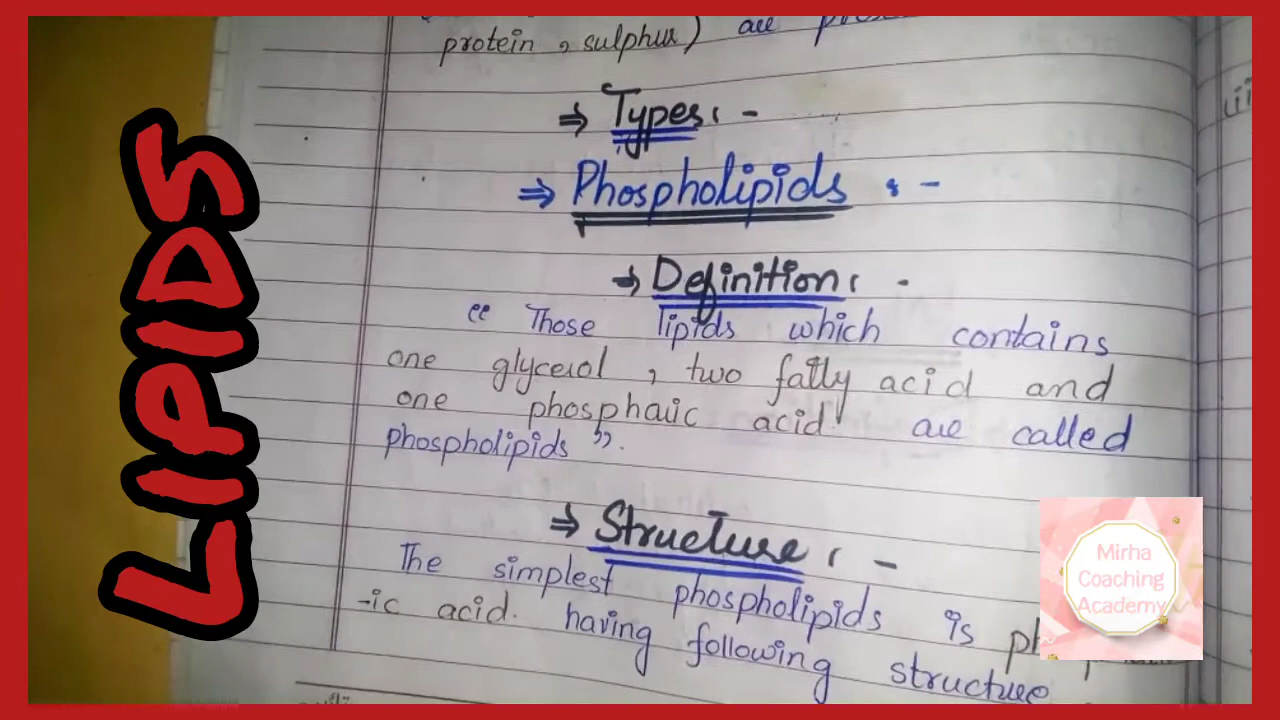 LIPIDS
protein , sulphur) are
⇒ Types: -
⇒ Phospholipids : -
→ Definition: -
“ Those lipids which contains
one glycerol , two fatty acid and
one phosphaic acid are called
phospholipids ”.
⇒ Structure : -
The simplest phospholipids is
-ic acid. having following structure
Mirha
Coaching
Academy